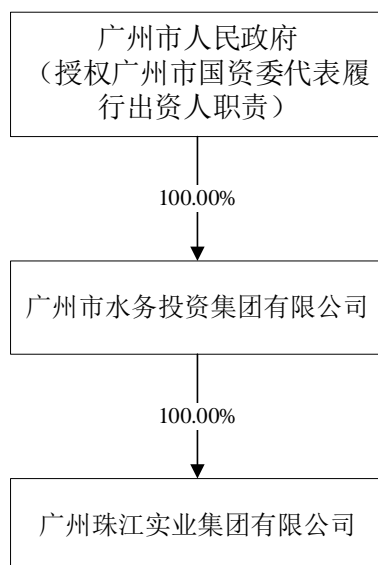 广州市人民政府
（授权广州市国资委代表履
行出资人职责）
100.00%
广州市水务投资集团有限公司
100.00%
广州珠江实业集团有限公司